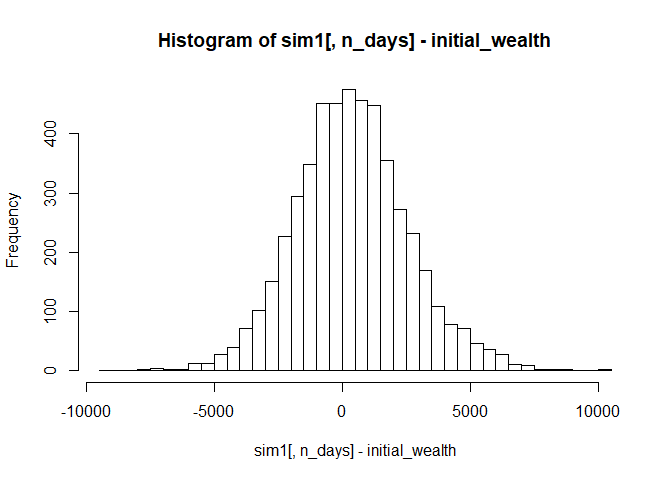 Histogram of sim1[, n_days] - initial_wealth
Frequency
400
300
200
100
0
-10000 -5000 0 5000 10000
sim1[, n_days] - initial_wealth